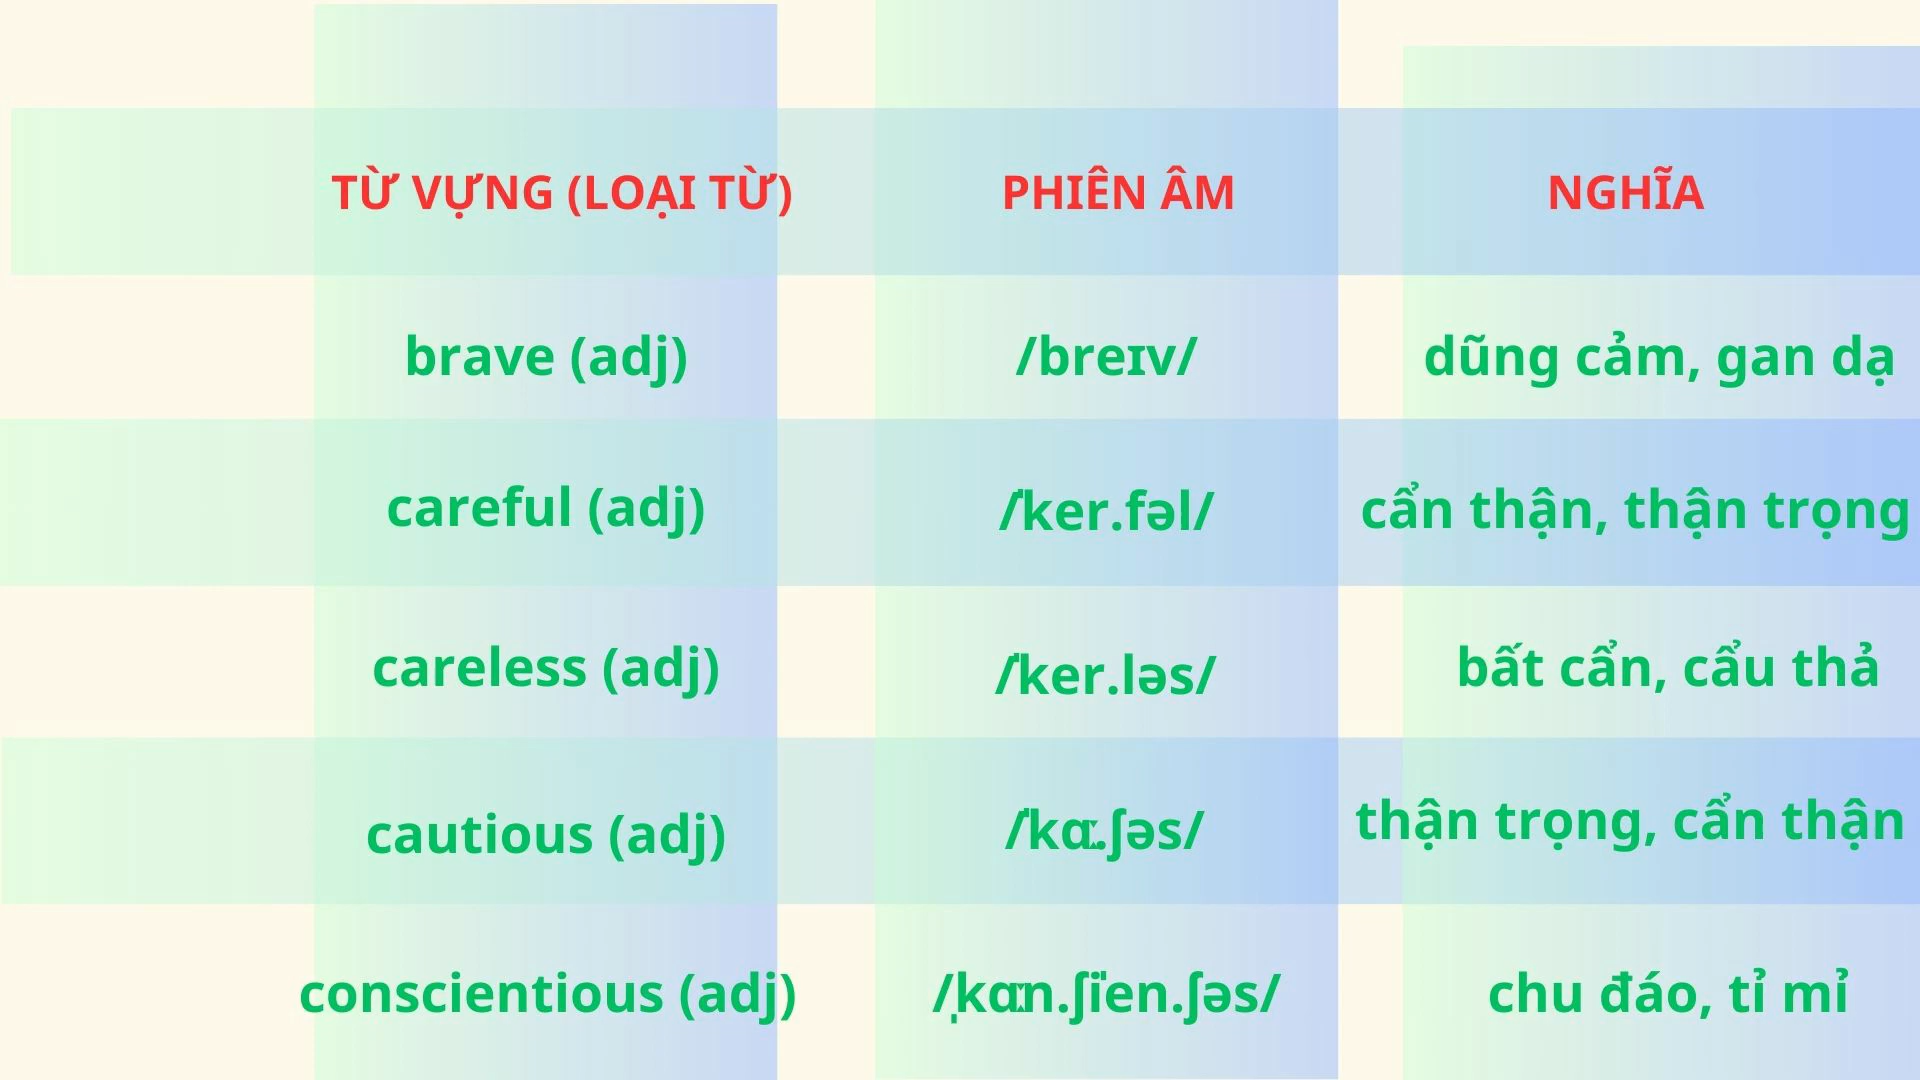 TỪ VỰNG (LOẠI TỪ) PHIÊN ÂM NGHĨA
brave (adj) /breɪv/ dũng cảm, gan dạ
careful (adj) /ˈker.fəl/ cẩn thận, thận trọng
careless (adj) /ˈker.ləs/ bất cẩn, cẩu thả
cautious (adj) /ˈkɑː.ʃəs/ thận trọng, cẩn thận
conscientious (adj) /ˌkɑːn.ʃiˈen.ʃəs/ chu đáo, tỉ mỉ